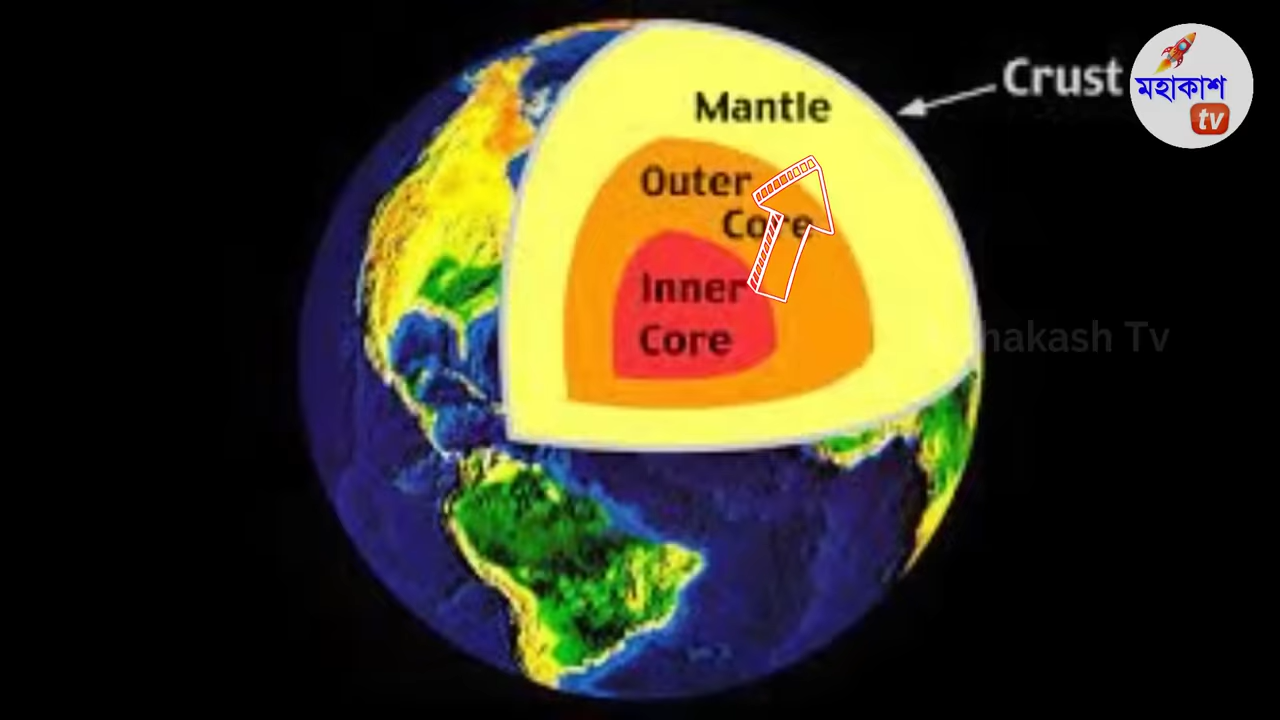 Crust
মহাকাশ
tv
Mantle
Outer
Core
Inner
Core
hakash Tv